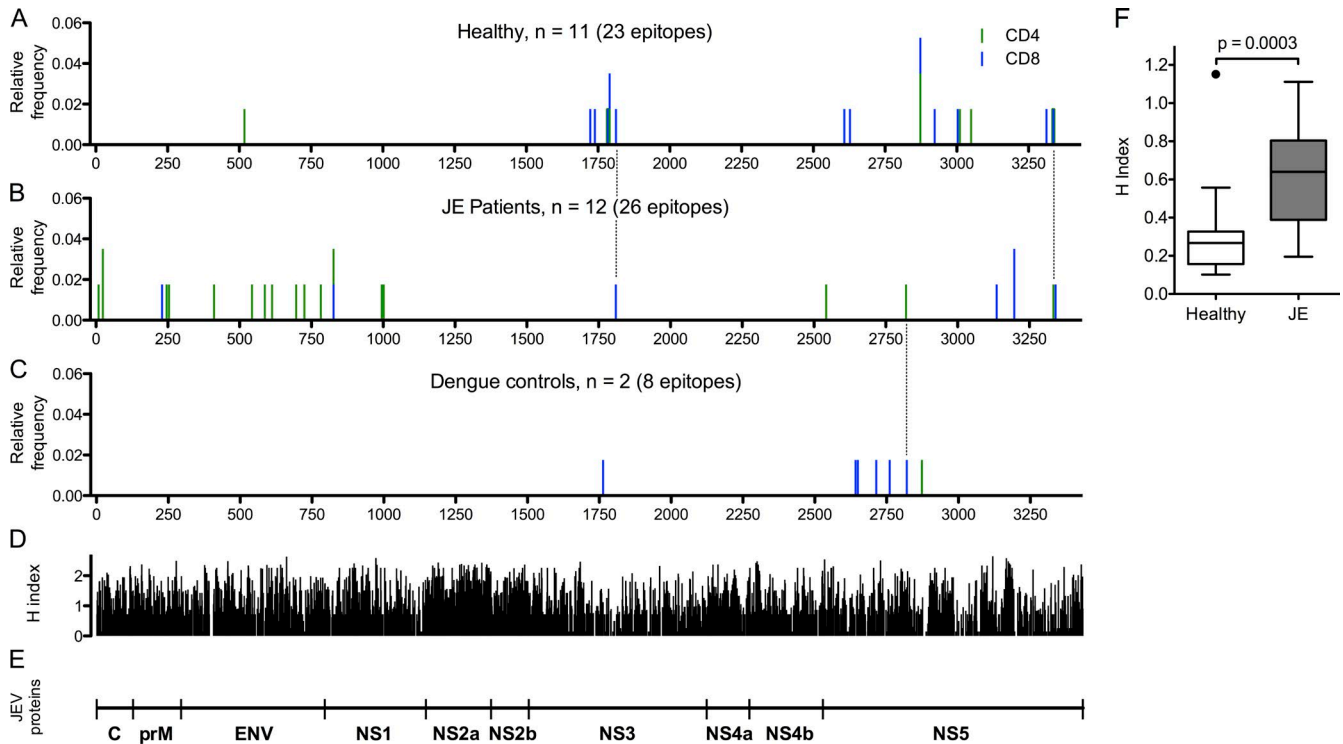 A
Healthy, n = 11 (23 epitopes)
CD4
CD8
Relative
frequency
0.06
0.04
0.02
0.00
0 250 500 750 1000 1250 1500 1750 2000 2250 2500 2750 3000 3250
B
JE Patients, n = 12 (26 epitopes)
Relative
frequency
0.06
0.04
0.02
0.00
0 250 500 750 1000 1250 1500 1750 2000 2250 2500 2750 3000 3250
C
Dengue controls, n = 2 (8 epitopes)
Relative
frequency
0.06
0.04
0.02
0.00
0 250 500 750 1000 1250 1500 1750 2000 2250 2500 2750 3000 3250
D
H index
2
1
0
E
JEV
proteins
C prM ENV NS1 NS2a NS2b NS3 NS4a NS4b NS5
F
p = 0.0003
H Index
1.2
1.0
0.8
0.6
0.4
0.2
0.0
Healthy JE